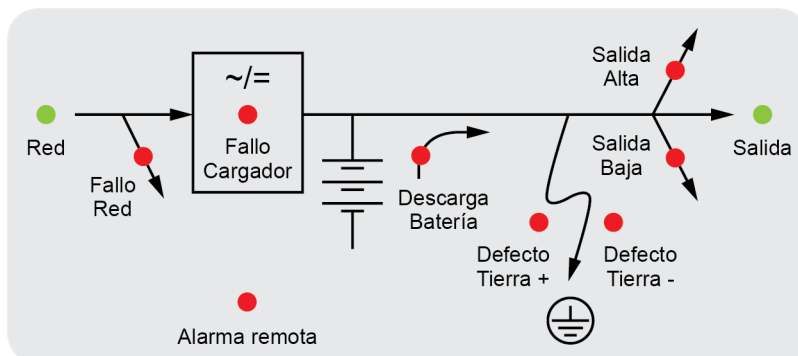 Red
Fallo
Red
~/=
Fallo
Cargador
Descarga
Batería
Salida
Alta
Salida
Baja
Salida
Defecto
Tierra +
Defecto
Tierra -
Alarma remota